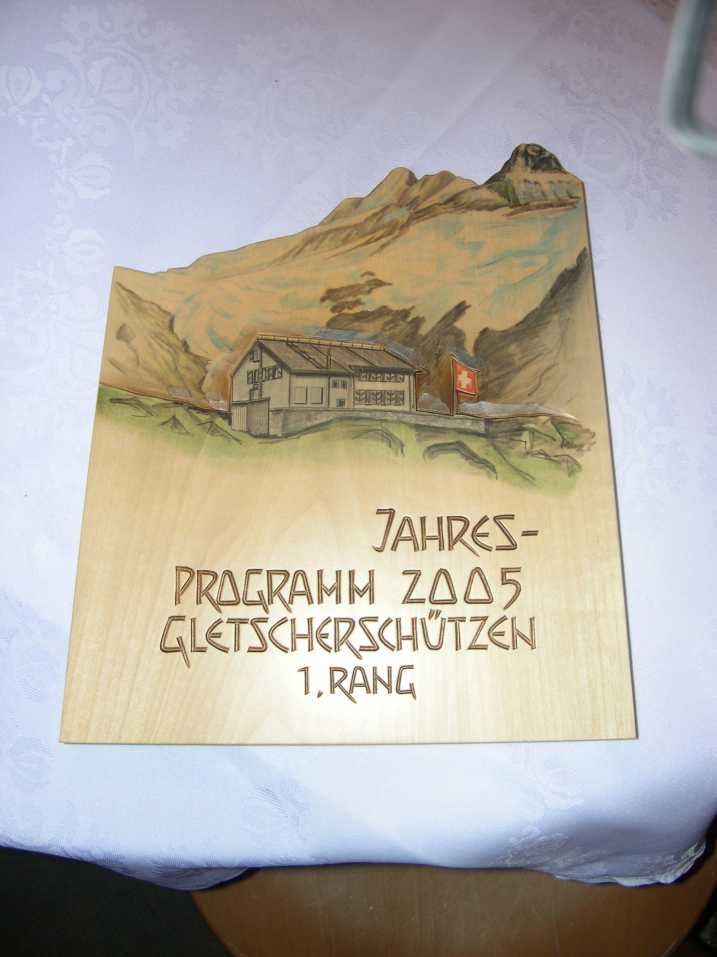 JAHRES-
PROGRAMM 2005
GLETSCHERSCHÜTZEN
1. RANG